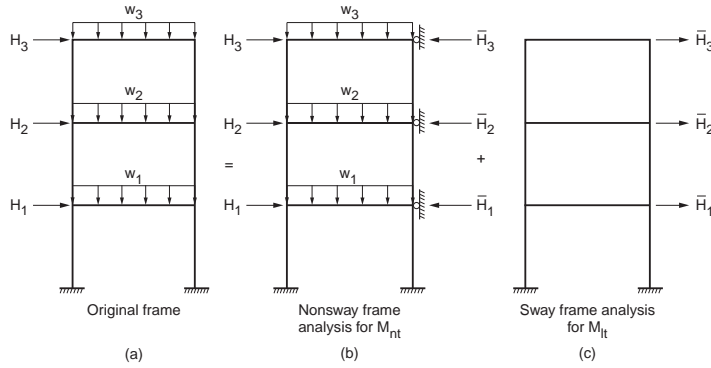 w3 w3
H3 H3 H̅3 H̅3
w2 w2
H2 H2 H̅2 H̅2
= +
w1 w1
H1 H1 H̅1 H̅1
Original frame
Nonsway frame
analysis for Mnt
Sway frame analysis
for Mlt
(a) (b) (c)